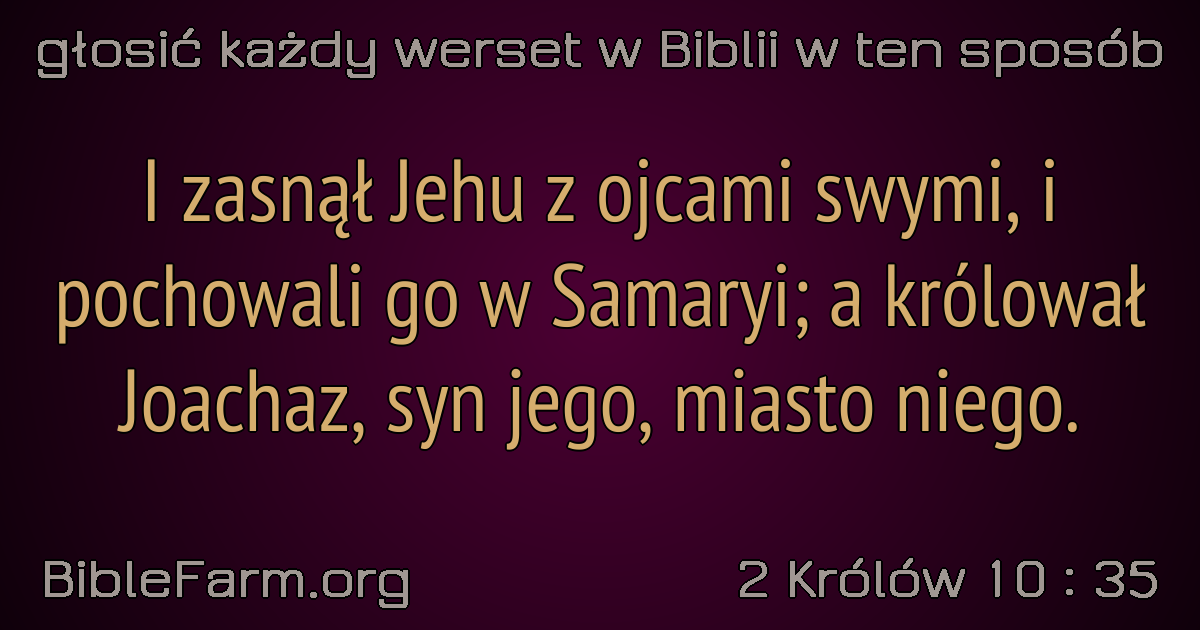 głosić każdy werset w Biblii w ten sposób
I zasnął Jehu z ojcami swymi, i
pochowali go w Samaryi; a królował
Joachaz, syn jego, miasto niego.
BibleFarm.org
2 Królów 10 : 35